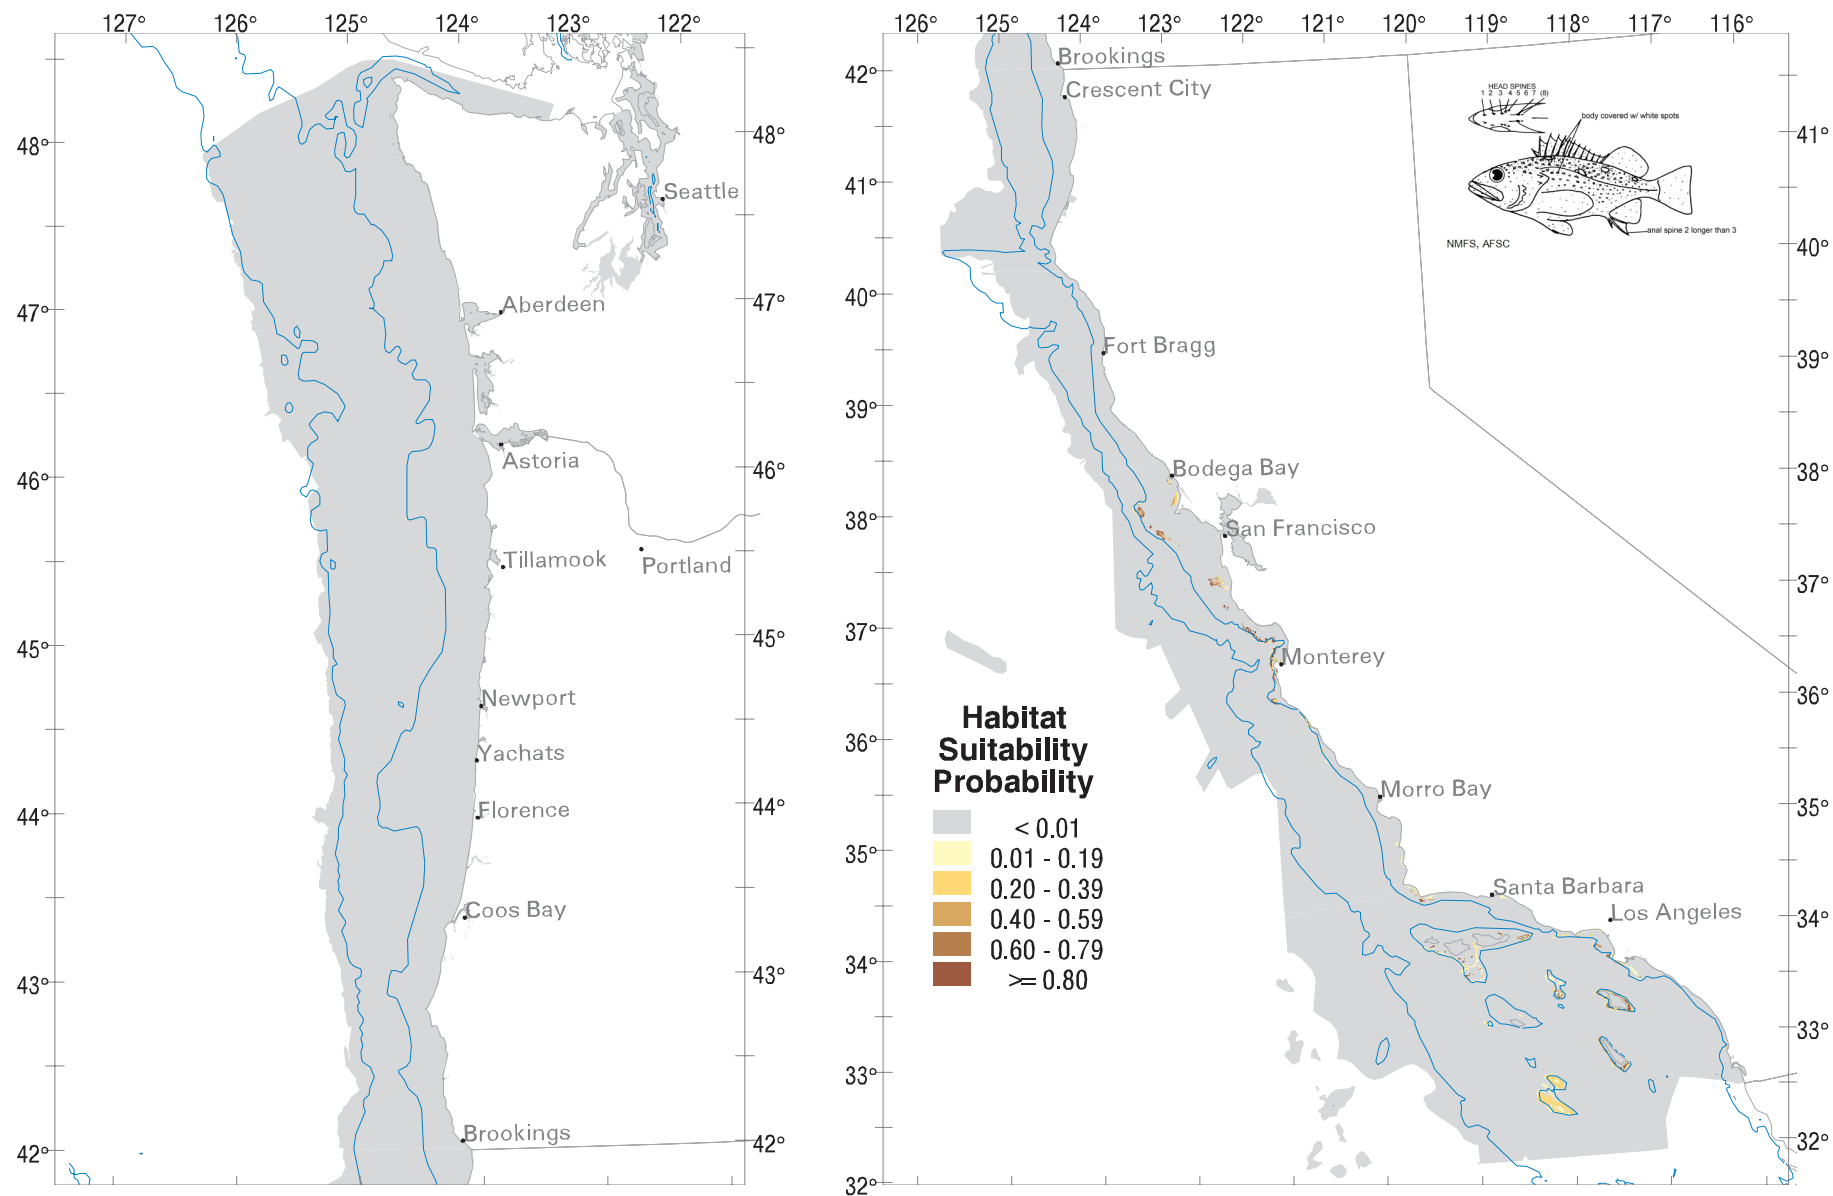 127° 126° 125° 124° 123° 122°
48° 48°
Seattle
47° 47°
Aberdeen
46° 46°
Astoria
Tillamook
Portland
45° 45°
Newport
Yachats
44° 44°
Florence
Coos Bay
43° 43°
Brookings
42° 42°
126° 125° 124° 123° 122° 121° 120° 119° 118° 117° 116°
Brookings
42°
Crescent City
HEAD SPINES
1 2 3 4 5 6 7 (8)
body covered w/ white spots
anal spine 2 longer than 3
NMFS, AFSC
41° 41°
40° 40°
Fort Bragg
39° 39°
Bodega Bay
38° 38°
San Francisco
37° 37°
Monterey
36° 36°
Habitat
Suitability
Probability
< 0.01
0.01 - 0.19
0.20 - 0.39
0.40 - 0.59
0.60 - 0.79
>= 0.80
Morro Bay
35° 35°
Santa Barbara
Los Angeles
34° 34°
33° 33°
32° 32°